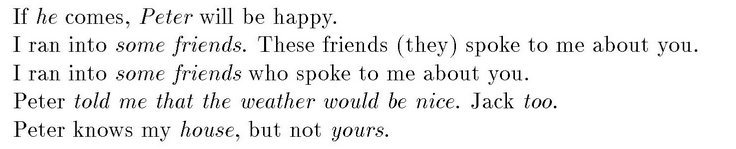 If he comes, Peter will be happy.
I ran into some friends. These friends (they) spoke to me about you.
I ran into some friends who spoke to me about you.
Peter told me that the weather would be nice. Jack too.
Peter knows my house, but not yours.